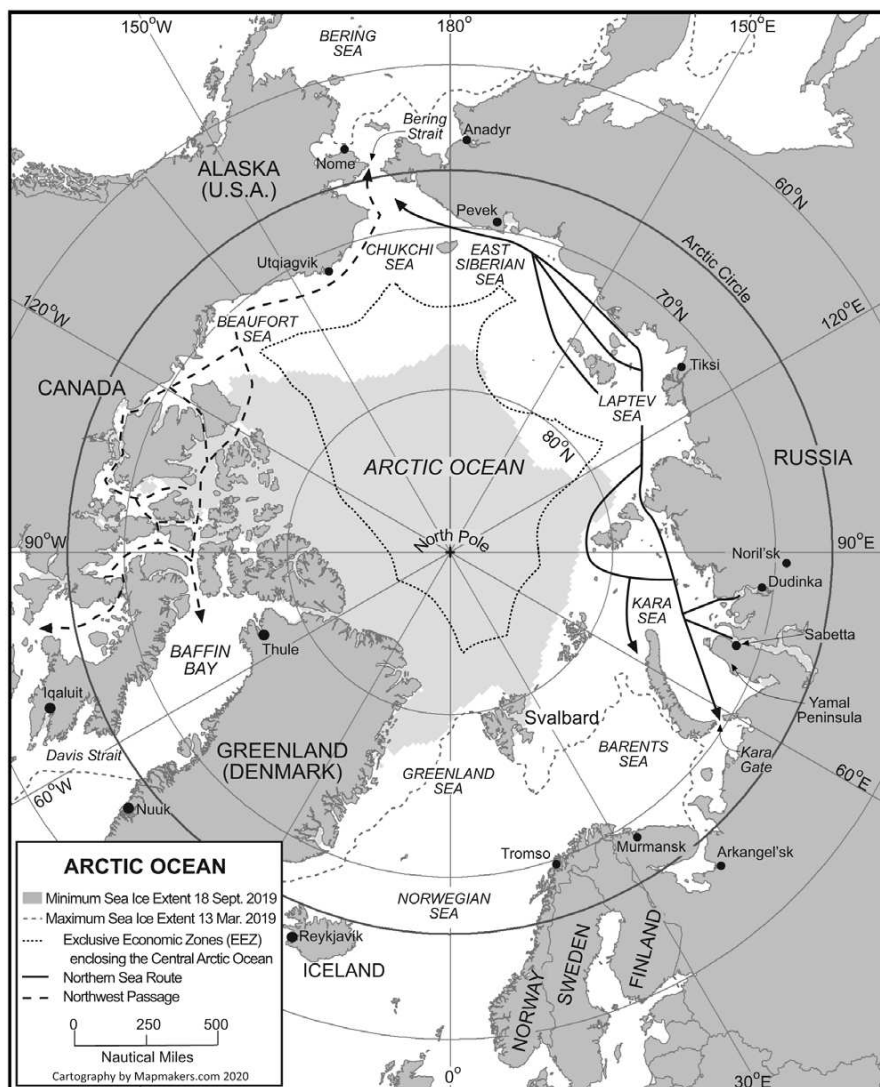 150°W
180°
150°E
BERING
SEA
Bering
Strait
Anadyr
Nome
ALASKA
(U.S.A.)
60°N
Pevek
Arctic Circle
CHUKCHI
SEA
EAST
SIBERIAN
SEA
Utqiagvik
120°W
70°N
120°E
BEAUFORT
SEA
Tiksi
CANADA
LAPTEV
SEA
80°N
RUSSIA
ARCTIC OCEAN
North Pole
90°W
90°E
Noril'sk
Dudinka
KARA
SEA
Sabetta
BAFFIN
BAY
Thule
Yamal
Peninsula
Iqaluit
Svalbard
Davis Strait
GREENLAND
(DENMARK)
BARENTS
SEA
Kara
Gate
GREENLAND
SEA
60°W
60°E
Nuuk
Murmansk
Tromso
Arkangel'sk
NORWEGIAN
SEA
Reykjavík
ICELAND
NORWAY
SWEDEN
FINLAND
0°
30°E
ARCTIC OCEAN
Minimum Sea Ice Extent 18 Sept. 2019
Maximum Sea Ice Extent 13 Mar. 2019
Exclusive Economic Zones (EEZ)
enclosing the Central Arctic Ocean
Northern Sea Route
Northwest Passage
0 250 500
Nautical Miles
Cartography by Mapmakers.com 2020